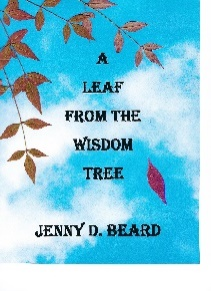 A
LEAF
FROM THE
WISDOM
TREE
JENNY D. BEARD